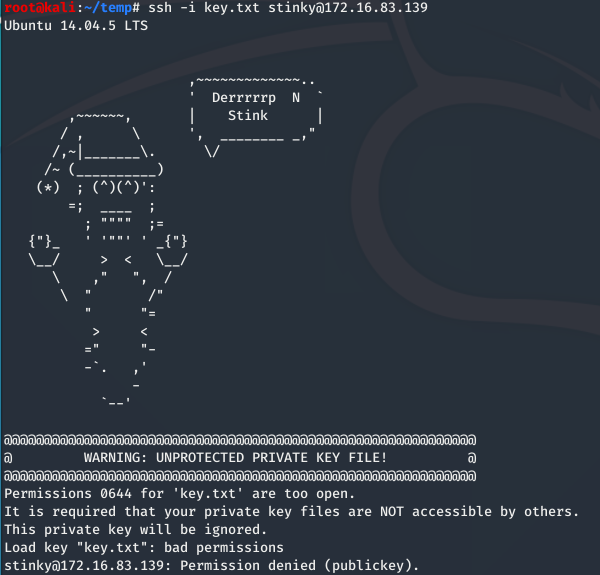 root@kali:~/temp# ssh -i key.txt stinky@172.16.83.139
Ubuntu 14.04.5 LTS
                       ,~~~~~~~~~~~~~..
                       '  Derrrrrp  N  `
        ,~~~~~~,       |    Stink      |
       / ,      \      ',  ________ _,"
      /,~|_______\.      \/
     /~ (__________)
    (*)  ; (^)(^)':
        =;  ____  ;
          ; """"  ;=
   {"}_   ' '""' ' _{"}
   \__/     >  <   \__/
      \    ,"   ",  /
       \  "       /"
          "      "=
           >     <
          ="     "-
          -`.   ,'
                -
            `--'
@@@@@@@@@@@@@@@@@@@@@@@@@@@@@@@@@@@@@@@@@@@@@@@@@@@@@@@@@@@
@         WARNING: UNPROTECTED PRIVATE KEY FILE!          @
@@@@@@@@@@@@@@@@@@@@@@@@@@@@@@@@@@@@@@@@@@@@@@@@@@@@@@@@@@@
Permissions 0644 for 'key.txt' are too open.
It is required that your private key files are NOT accessible by others.
This private key will be ignored.
Load key "key.txt": bad permissions
stinky@172.16.83.139: Permission denied (publickey).